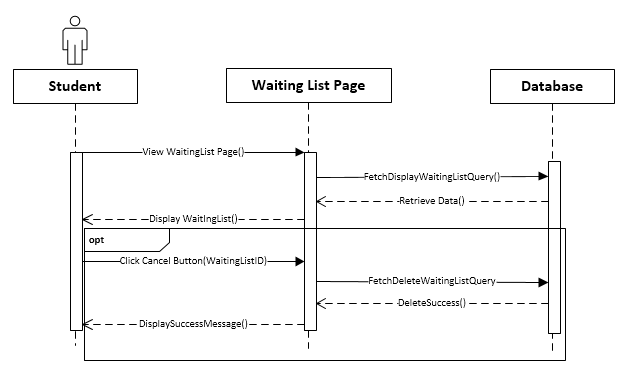 Student
Waiting List Page
Database
View WaitingList Page()
FetchDisplayWaitingListQuery()
Retrieve Data()
Display WaitingList()
opt
Click Cancel Button(WaitingListID)
FetchDeleteWaitingListQuery
DeleteSuccess()
DisplaySuccessMessage()